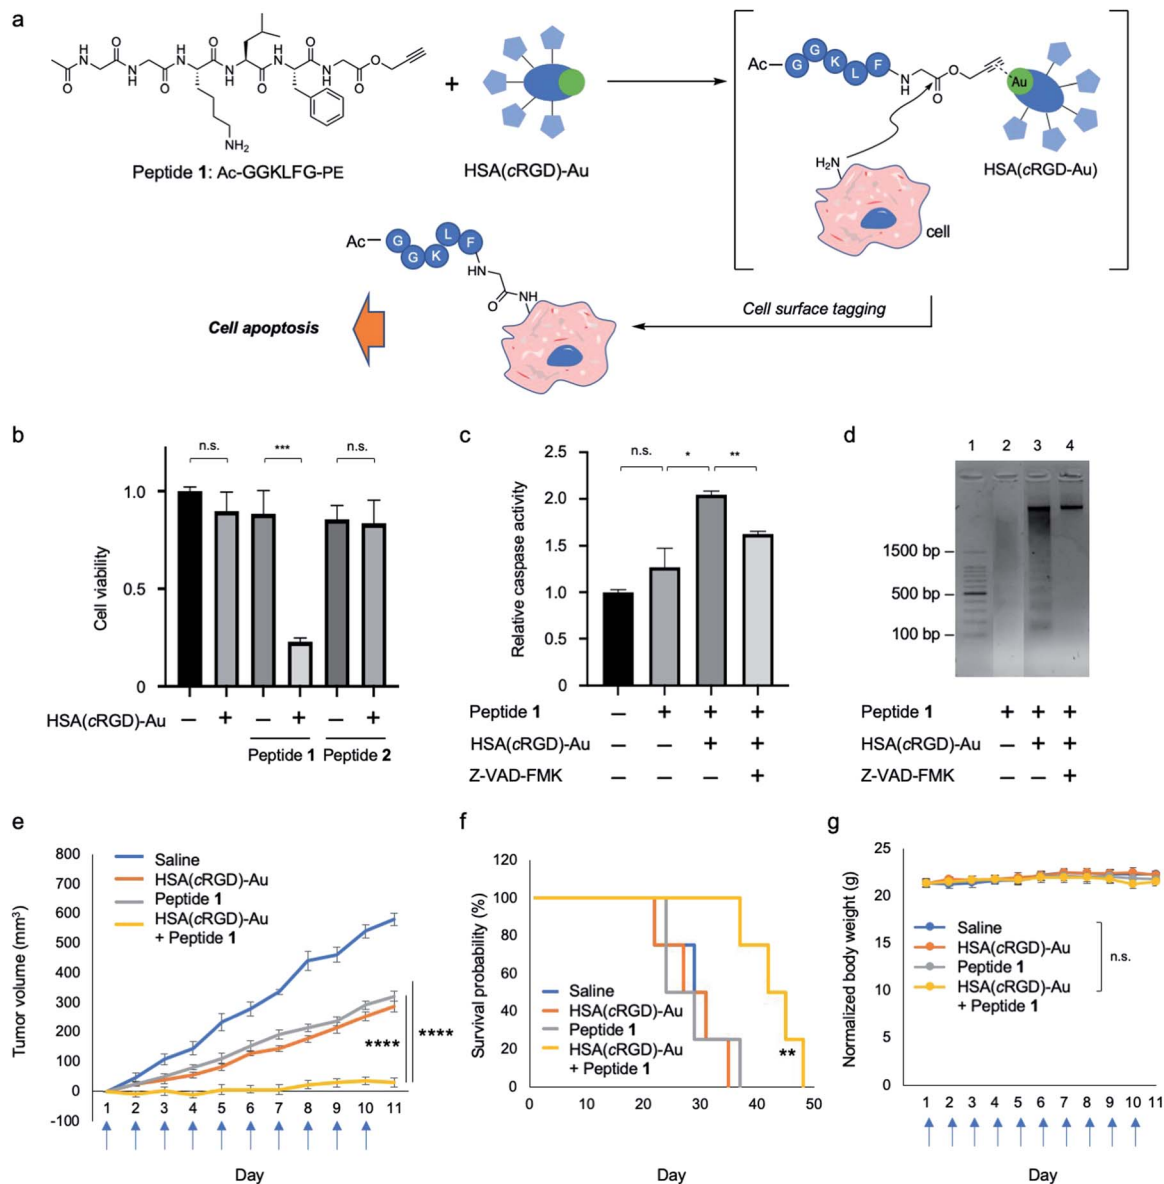 a
H
N
O
N
H
O
H
N
O
N
H
O
H
N
O
N
H
O
O
NH2
Peptide 1: Ac-GGKLFG-PE
+
HSA(cRGD)-Au
Ac
G
G
K
L
F
N
H
O
O
Au
H2N
HSA(cRGD-Au)
cell
Ac
G
G
K
L
F
HN
O
NH
Cell surface tagging
Cell apoptosis
b
n.s.
***
n.s.
1.0
0.5
0
Cell viability
HSA(cRGD)-Au – + – + – +
Peptide 1 Peptide 2
c
n.s.
*
**
2.5
2.0
1.5
1.0
0.5
0
Relative caspase activity
Peptide 1 – + + +
HSA(cRGD)-Au – – + +
Z-VAD-FMK – – – +
d
1 2 3 4
1500 bp
500 bp
100 bp
Peptide 1 + + +
HSA(cRGD)-Au – + +
Z-VAD-FMK – – +
e
800
700
600
500
400
300
200
100
0
-100
Tumor volume (mm3)
Saline
HSA(cRGD)-Au
Peptide 1
HSA(cRGD)-Au
+ Peptide 1
****
****
1 2 3 4 5 6 7 8 9 10 11
Day
f
120
100
80
60
40
20
0
Survival probability (%)
Saline
HSA(cRGD)-Au
Peptide 1
HSA(cRGD)-Au
+ Peptide 1
**
0 10 20 30 40 50
Day
g
25
20
15
10
5
0
Normalized body weight (g)
Saline
HSA(cRGD)-Au
Peptide 1
HSA(cRGD)-Au
+ Peptide 1
n.s.
1 2 3 4 5 6 7 8 9 10 11
Day